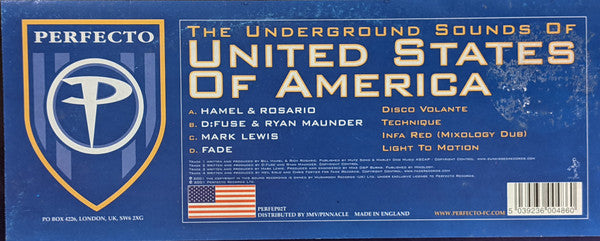 PERFECTO
THE UNDERGROUND SOUNDS OF
UNITED STATES
OF AMERICA
A. HAMEL & ROSARIO DISCO VOLANTE
B. D:FUSE & RYAN MAUNDER TECHNIQUE
C. MARK LEWIS INFA RED (MIXOLOGY DUB)
D. FADE LIGHT TO MOTION
PERFEP02T
PO BOX 4226, LONDON, UK, SW6 2XG
DISTRIBUTED BY 3MV/PINNACLE MADE IN ENGLAND
WWW.PERFECTO-FC.COM
5 039236 004860